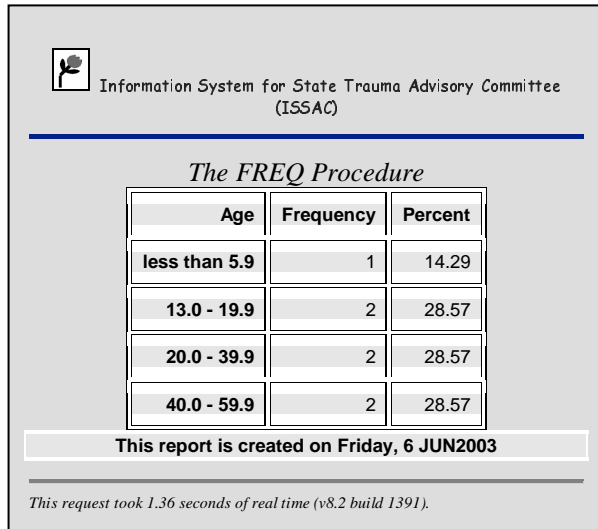 Information System for State Trauma Advisory Committee
(ISSAC)
The FREQ Procedure
Age Frequency Percent
less than 5.9 1 14.29
13.0 - 19.9 2 28.57
20.0 - 39.9 2 28.57
40.0 - 59.9 2 28.57
This report is created on Friday, 6 JUN2003
This request took 1.36 seconds of real time (v8.2 build 1391).